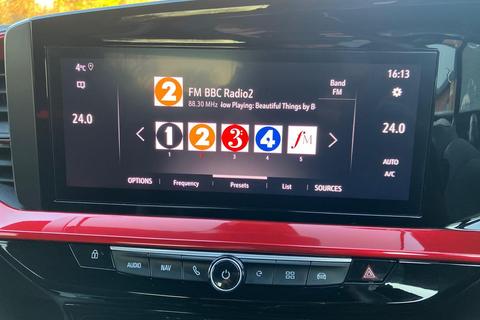 4°c
16:13
2
FM BBC Radio2
88.30 MHz
low Playing: Beautiful Things by B
Band
FM
24.0
24.0
1
2
3
4
fM
1
2
3
4
5
AUTO
A/C
OPTIONS
Frequency
Presets
List
SOURCES
AUDIO
NAV